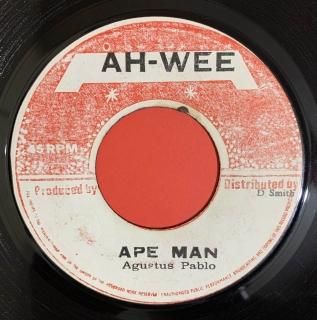 AH-WEE
45 RPM
Produced by
Distributed by
D Smith
APE MAN
Agustus Pablo